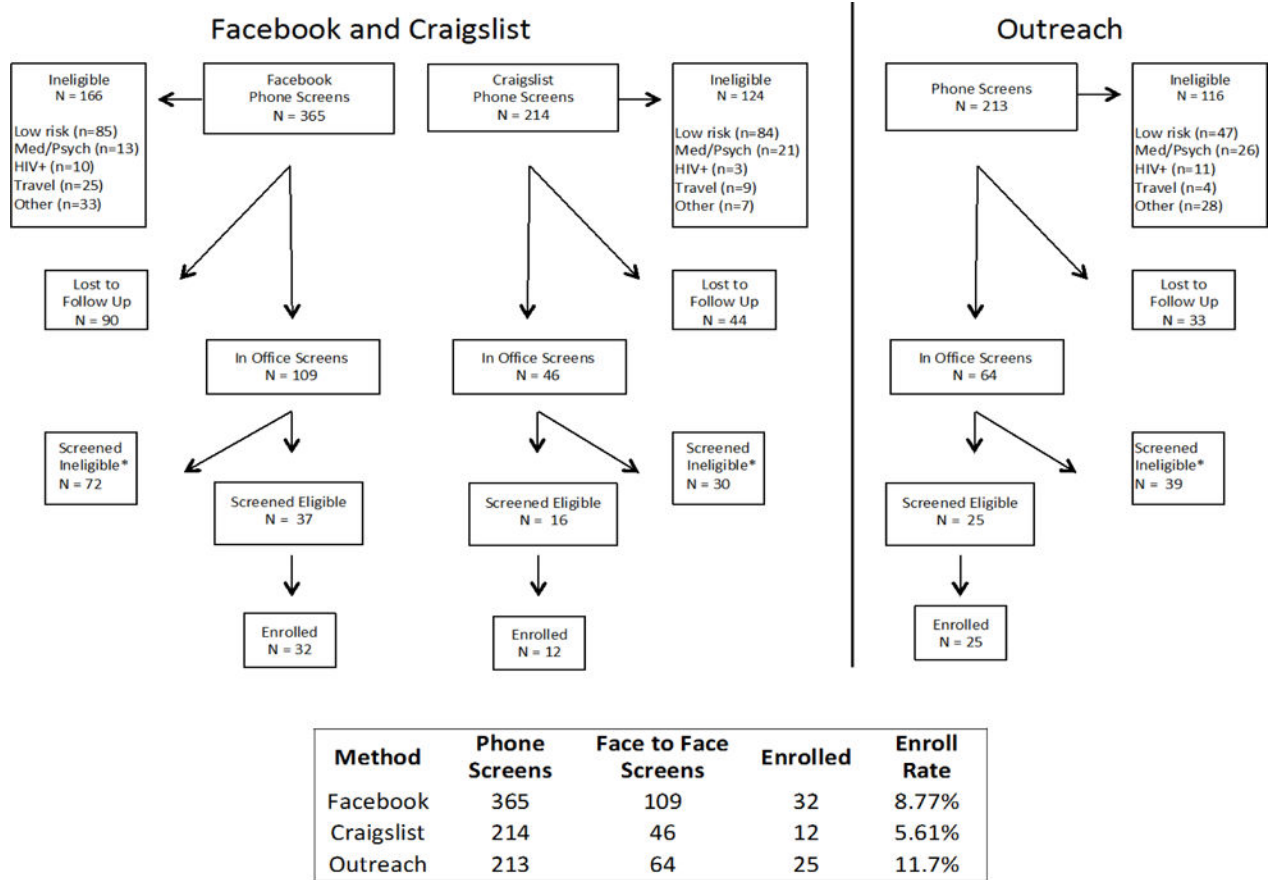 Facebook and Craigslist
Ineligible
N = 166
Low risk (n=85)
Med/Psych (n=13)
HIV+ (n=10)
Travel (n=25)
Other (n=33)
Facebook
Phone Screens
N = 365
Craigslist
Phone Screens
N = 214
Ineligible
N = 124
Low risk (n=84)
Med/Psych (n=21)
HIV+ (n=3)
Travel (n=9)
Other (n=7)
Lost to
Follow Up
N = 90
Lost to
Follow Up
N = 44
In Office Screens
N = 109
In Office Screens
N = 46
Screened
Ineligible*
N = 72
Screened
Ineligible*
N = 30
Screened Eligible
N = 37
Screened Eligible
N = 16
Enrolled
N = 32
Enrolled
N = 12
Outreach
Phone Screens
N = 213
Ineligible
N = 116
Low risk (n=47)
Med/Psych (n=26)
HIV+ (n=11)
Travel (n=4)
Other (n=28)
Lost to
Follow Up
N = 33
In Office Screens
N = 64
Screened
Ineligible*
N = 39
Screened Eligible
N = 25
Enrolled
N = 25
Method Phone Screens Face to Face Screens Enrolled Enroll Rate
Facebook 365 109 32 8.77%
Craigslist 214 46 12 5.61%
Outreach 213 64 25 11.7%